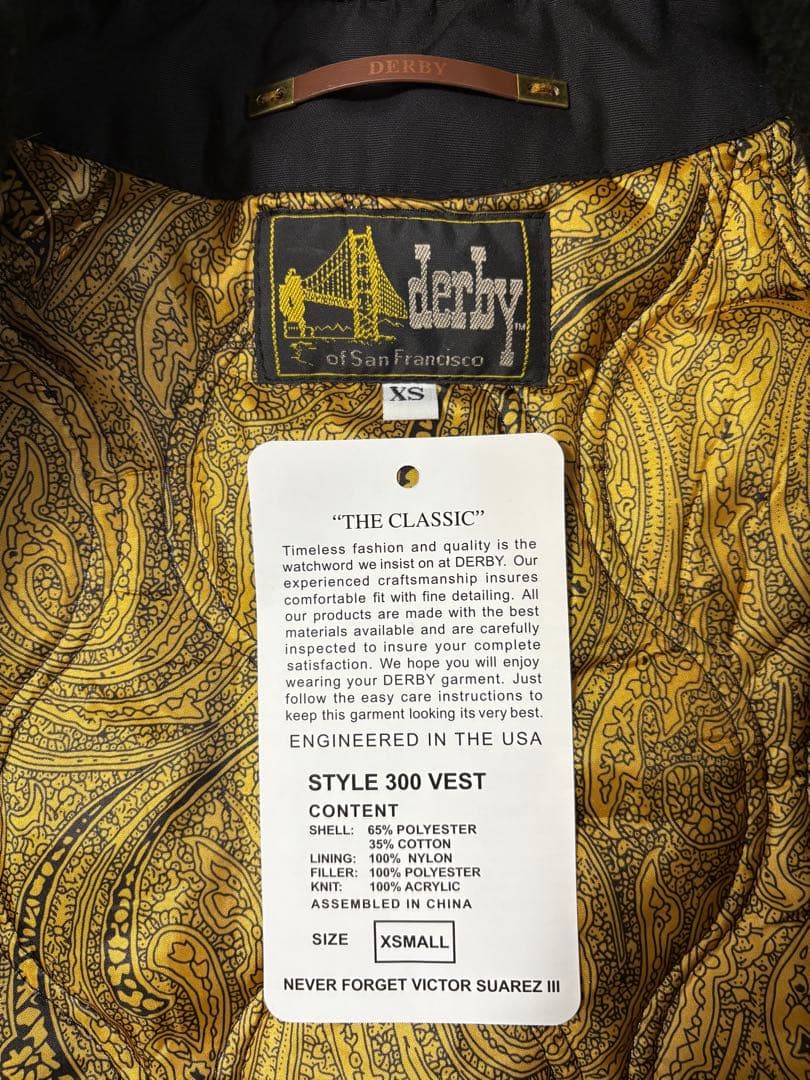 DERBY
derby™
of San Francisco
XS
“THE CLASSIC”
Timeless fashion and quality is the
watchword we insist on at DERBY. Our
experienced craftsmanship insures
comfortable fit with fine detailing. All
our products are made with the best
materials available and are carefully
inspected to insure your complete
satisfaction. We hope you will enjoy
wearing your DERBY garment. Just
follow the easy care instructions to
keep this garment looking its very best.
ENGINEERED IN THE USA
STYLE 300 VEST
CONTENT
SHELL: 65% POLYESTER
35% COTTON
LINING: 100% NYLON
FILLER: 100% POLYESTER
KNIT: 100% ACRYLIC
ASSEMBLED IN CHINA
SIZE XSMALL
NEVER FORGET VICTOR SUAREZ III